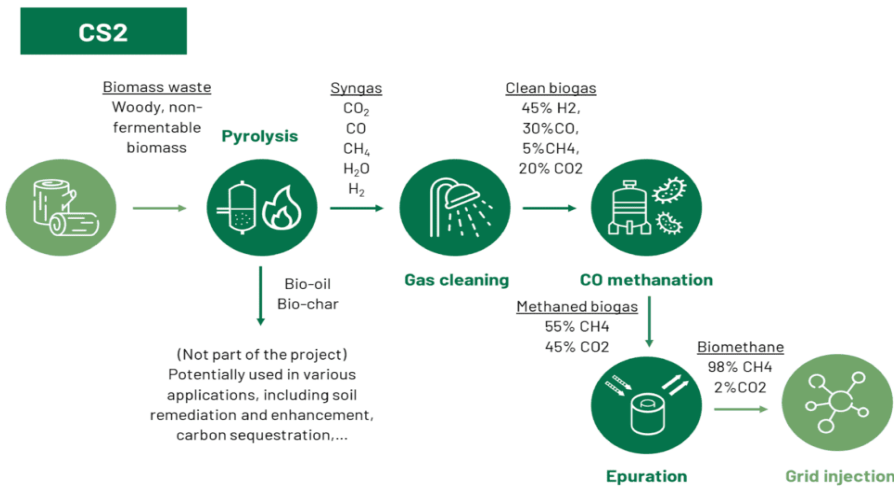 CS2
Biomass waste
Woody, non-
fermentable
biomass
Pyrolysis
Syngas
CO₂
CO
CH₄
H₂O
H₂
Clean biogas
45% H2,
30%CO,
5%CH4,
20% CO2
Gas cleaning
CO methanation
Bio-oil
Bio-char
(Not part of the project)
Potentially used in various
applications, including soil
remediation and enhancement,
carbon sequestration,...
Methaned biogas
55% CH4
45% CO2
Biomethane
98% CH4
2%CO2
Epuration
Grid injection